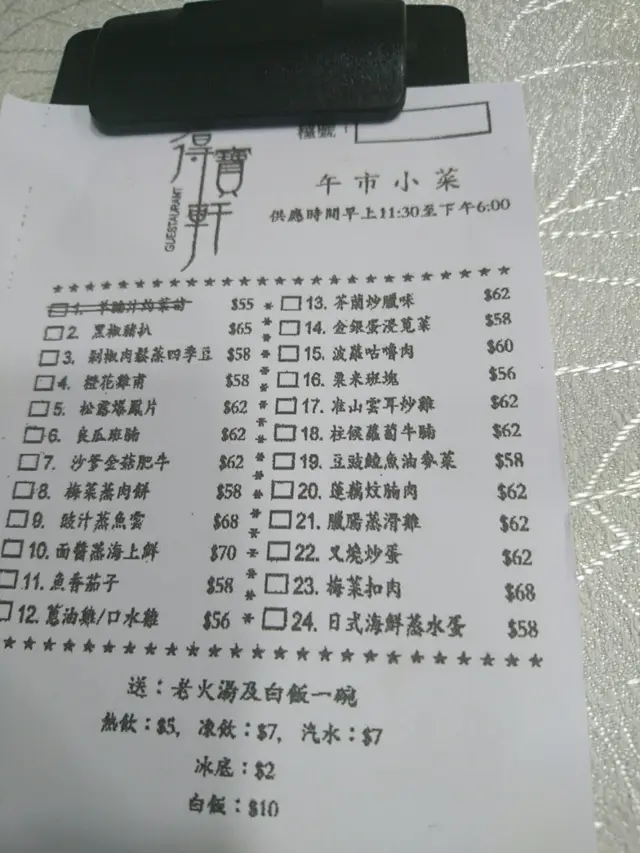 得寶軒
GUESTAURANT
檯號：
午市小菜
供應時間早上11:30至下午6:00
1. $55
2. 黑椒豬扒 $65
3. 剁椒肉鬆蒸四季豆 $58
4. 橙花雞甫 $58
5. 松露爆鳳片 $62
6. 良瓜班腩 $62
7. 沙爹金菇肥牛 $62
8. 梅菜蒸肉餅 $58
9. 豉汁蒸魚雲 $68
10. 面醬蒸海上鮮 $70
11. 魚香茄子 $58
12. 蔥油雞/口水雞 $56
13. 芥蘭炒臘味 $62
14. 金銀蛋浸莧菜 $58
15. 波蘿咕嚕肉 $60
16. 粟米班塊 $56
17. 准山雲耳炒雞 $62
18. 柱候蘿蔔牛腩 $62
19. 豆豉鯪魚油麥菜 $58
20. 蓮藕炆腩肉 $62
21. 臘腸蒸滑雞 $62
22. 叉燒炒蛋 $62
23. 梅菜扣肉 $68
24. 日式海鮮蒸水蛋 $58
送：老火湯及白飯一碗
熱飲：$5, 凍飲：$7, 汽水：$7
冰底：$2
白飯：$10